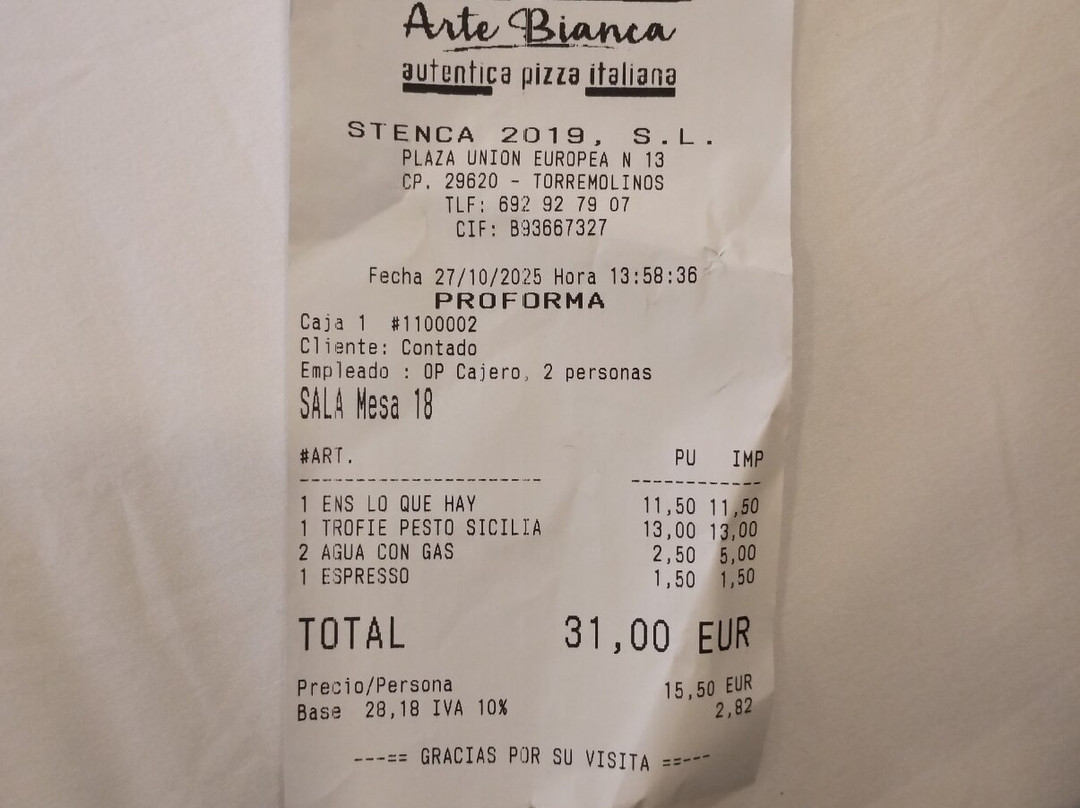 Arte Bianca
autentica pizza italiana
STENCA 2019, S.L.
PLAZA UNION EUROPEA N 13
CP. 29620 - TORREMOLINOS
TLF: 692 92 79 07
CIF: B93667327
Fecha 27/10/2025 Hora 13:58:36
PROFORMA
Caja 1 #1100002
Cliente: Contado
Empleado : OP Cajero, 2 personas
SALA Mesa 18
#ART. PU IMP
---------------------- ------------
1 ENS LO QUE HAY 11,50 11,50
1 TROFIE PESTO SICILIA 13,00 13,00
2 AGUA CON GAS 2,50 5,00
1 ESPRESSO 1,50 1,50
TOTAL 31,00 EUR
Precio/Persona 15,50 EUR
Base 28,18 IVA 10% 2,82
---== GRACIAS POR SU VISITA ==---